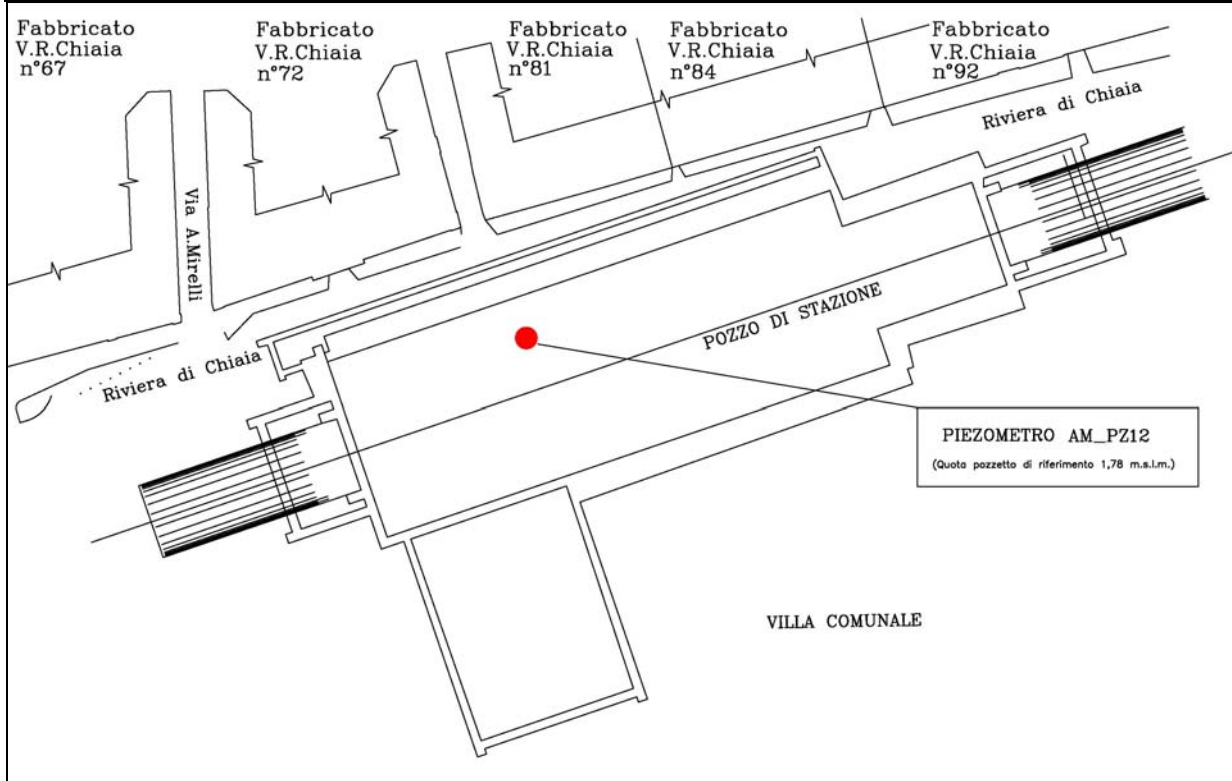 Fabbricato
V.R.Chiaia
n°67
Fabbricato
V.R.Chiaia
n°72
Fabbricato
V.R.Chiaia
n°81
Fabbricato
V.R.Chiaia
n°84
Fabbricato
V.R.Chiaia
n°92
Riviera di Chiaia
Via A.Mirelli
POZZO DI STAZIONE
Riviera di Chiaia
PIEZOMETRO AM_PZ12
(Quota pozzetto di riferimento 1,78 m.s.l.m.)
VILLA COMUNALE